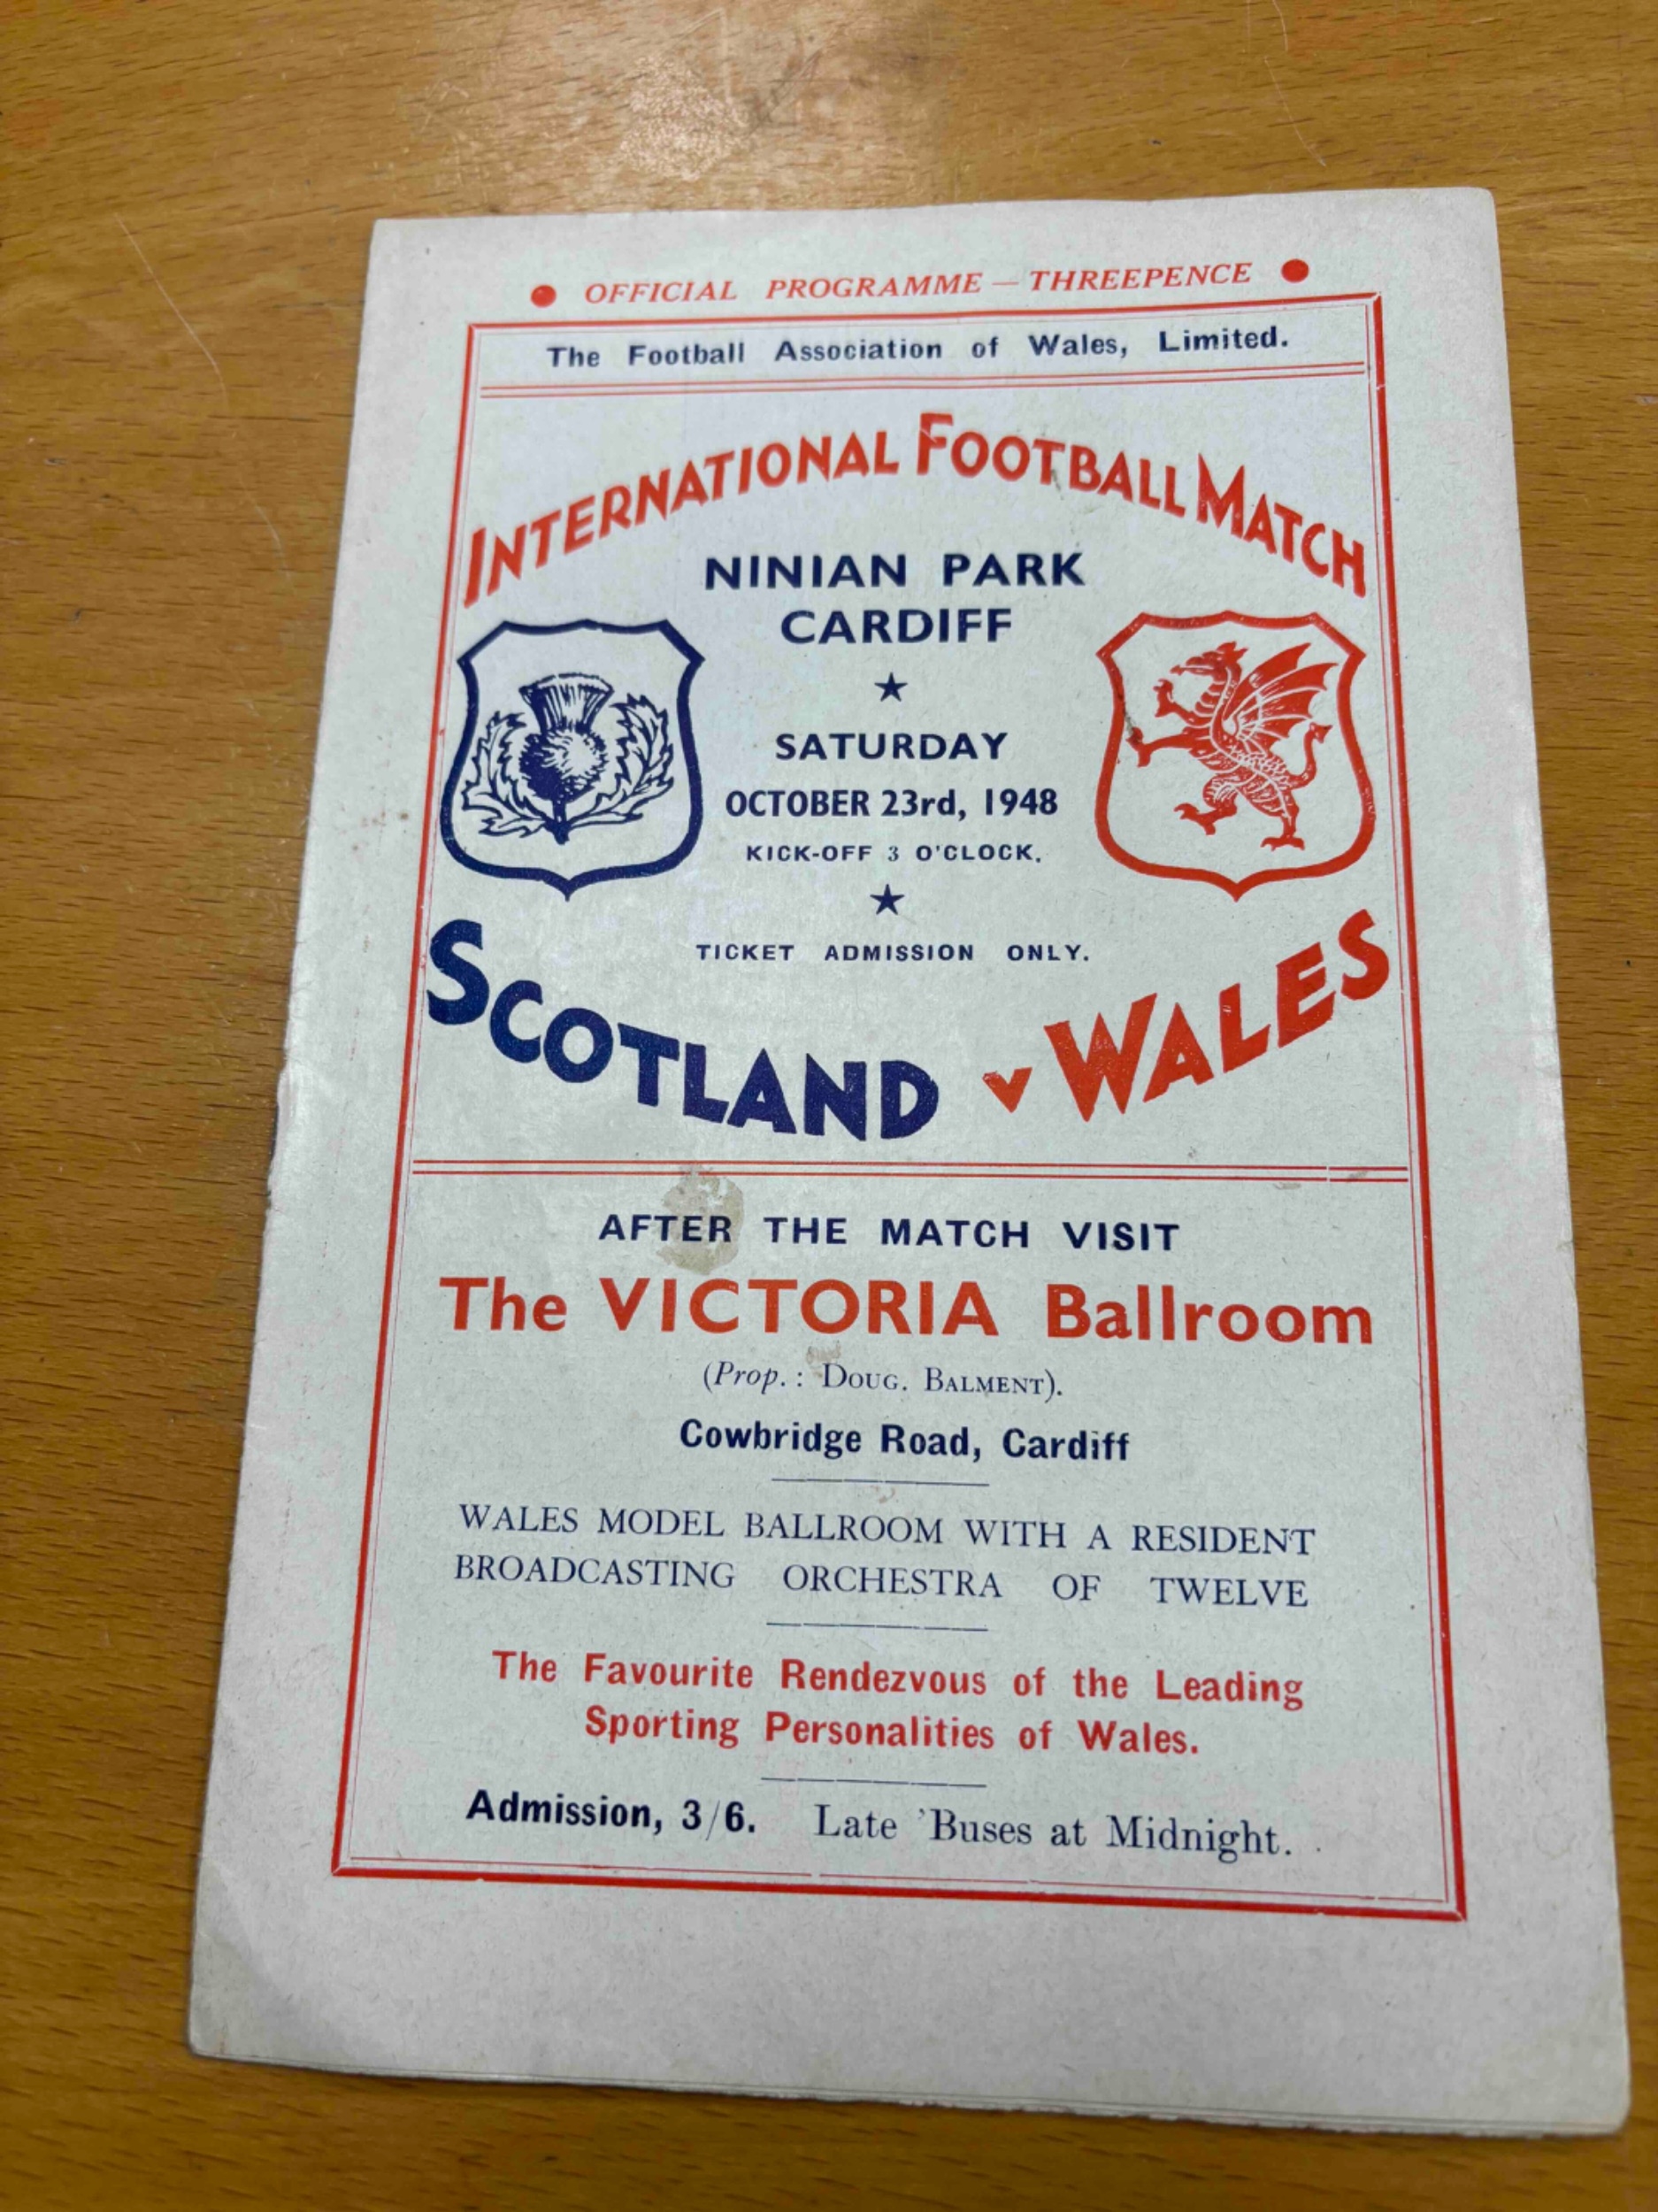 OFFICIAL PROGRAMME — THREEPENCE
The Football Association of Wales, Limited.
INTERNATIONAL FOOTBALL MATCH
NINIAN PARK
CARDIFF
SATURDAY
OCTOBER 23rd, 1948
KICK-OFF 3 O'CLOCK.
TICKET ADMISSION ONLY.
SCOTLAND v WALES
AFTER THE MATCH VISIT
The VICTORIA Ballroom
(Prop.: DOUG. BALMENT).
Cowbridge Road, Cardiff
WALES MODEL BALLROOM WITH A RESIDENT
BROADCASTING ORCHESTRA OF TWELVE
The Favourite Rendezvous of the Leading
Sporting Personalities of Wales.
Admission, 3/6. Late 'Buses at Midnight.